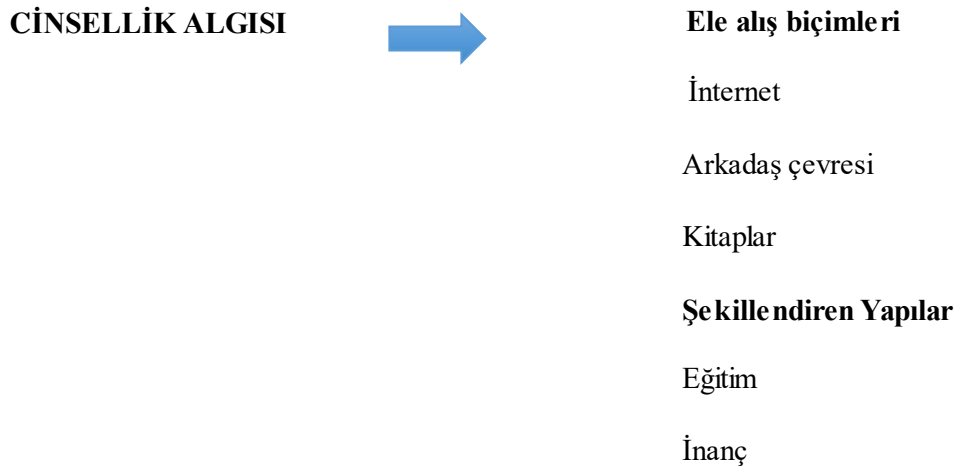 CİNSELLİK ALGISI
Ele alış biçimleri
İnternet
Arkadaş çevresi
Kitaplar
Şekillendiren Yapılar
Eğitim
İnanç